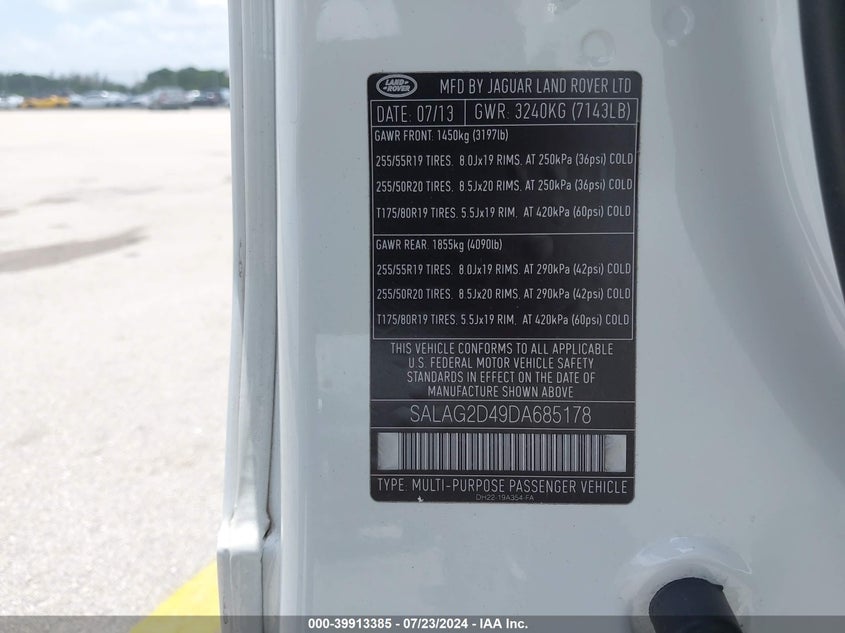 LAND ROVER
MFD BY JAGUAR LAND ROVER LTD
DATE: 07/13 GWR: 3240KG (7143LB)
GAWR FRONT. 1450kg (3197lb)
255/55R19 TIRES. 8.0Jx19 RIMS. AT 250kPa (36psi) COLD
255/50R20 TIRES. 8.5Jx20 RIMS. AT 250kPa (36psi) COLD
T175/80R19 TIRES. 5.5Jx19 RIM, AT 420kPa (60psi) COLD
GAWR REAR. 1855kg (4090lb)
255/55R19 TIRES. 8.0Jx19 RIMS. AT 290kPa (42psi) COLD
255/50R20 TIRES. 8.5Jx20 RIMS. AT 290kPa (42psi) COLD
T175/80R19 TIRES. 5.5Jx19 RIM, AT 420kPa (60psi) COLD
THIS VEHICLE CONFORMS TO ALL APPLICABLE
U.S. FEDERAL MOTOR VEHICLE SAFETY
STANDARDS IN EFFECT ON THE DATE OF
MANUFACTURE SHOWN ABOVE
SALAG2D49DA685178
TYPE: MULTI-PURPOSE PASSENGER VEHICLE
DH22-19A354-FA
000-39913385 - 07/23/2024 - IAA Inc.